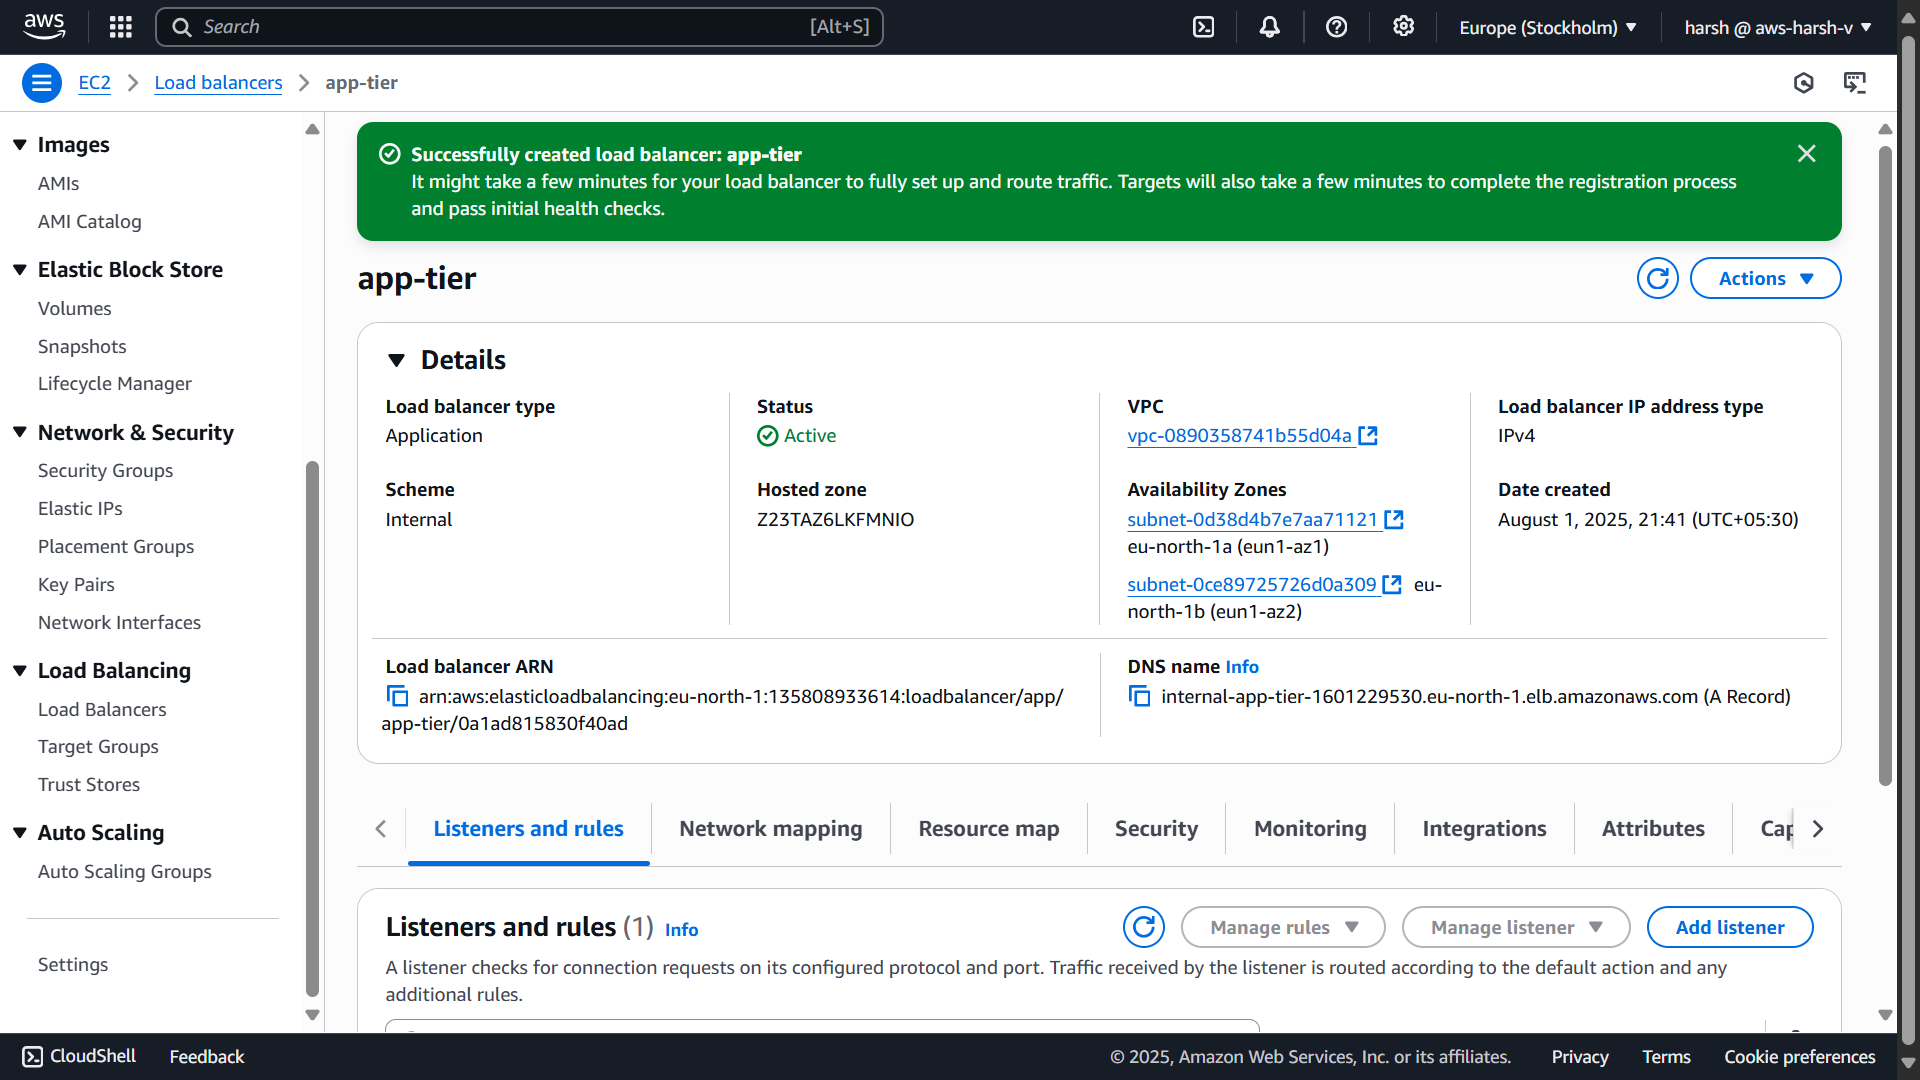 aws
Search
[Alt+S]
Europe (Stockholm)
harsh @ aws-harsh-v
EC2
Load balancers
app-tier
Images
AMIs
AMI Catalog
Elastic Block Store
Volumes
Snapshots
Lifecycle Manager
Network & Security
Security Groups
Elastic IPs
Placement Groups
Key Pairs
Network Interfaces
Load Balancing
Load Balancers
Target Groups
Trust Stores
Auto Scaling
Auto Scaling Groups
Settings
Successfully created load balancer: app-tier
It might take a few minutes for your load balancer to fully set up and route traffic. Targets will also take a few minutes to complete the registration process
and pass initial health checks.
app-tier
Actions
Details
Load balancer type
Application
Status
Active
VPC
vpc-0890358741b55d04a
Load balancer IP address type
IPv4
Scheme
Internal
Hosted zone
Z23TAZ6LKFMNIO
Availability Zones
subnet-0d38d4b7e7aa71121
eu-north-1a (eun1-az1)
subnet-0ce89725726d0a309 eu-
north-1b (eun1-az2)
Date created
August 1, 2025, 21:41 (UTC+05:30)
Load balancer ARN
arn:aws:elasticloadbalancing:eu-north-1:135808933614:loadbalancer/app/
app-tier/0a1ad815830f40ad
DNS name Info
internal-app-tier-1601229530.eu-north-1.elb.amazonaws.com (A Record)
Listeners and rules
Network mapping
Resource map
Security
Monitoring
Integrations
Attributes
Cap
Listeners and rules (1) Info
Manage rules
Manage listener
Add listener
A listener checks for connection requests on its configured protocol and port. Traffic received by the listener is routed according to the default action and any
additional rules.
CloudShell
Feedback
© 2025, Amazon Web Services, Inc. or its affiliates.
Privacy
Terms
Cookie preferences